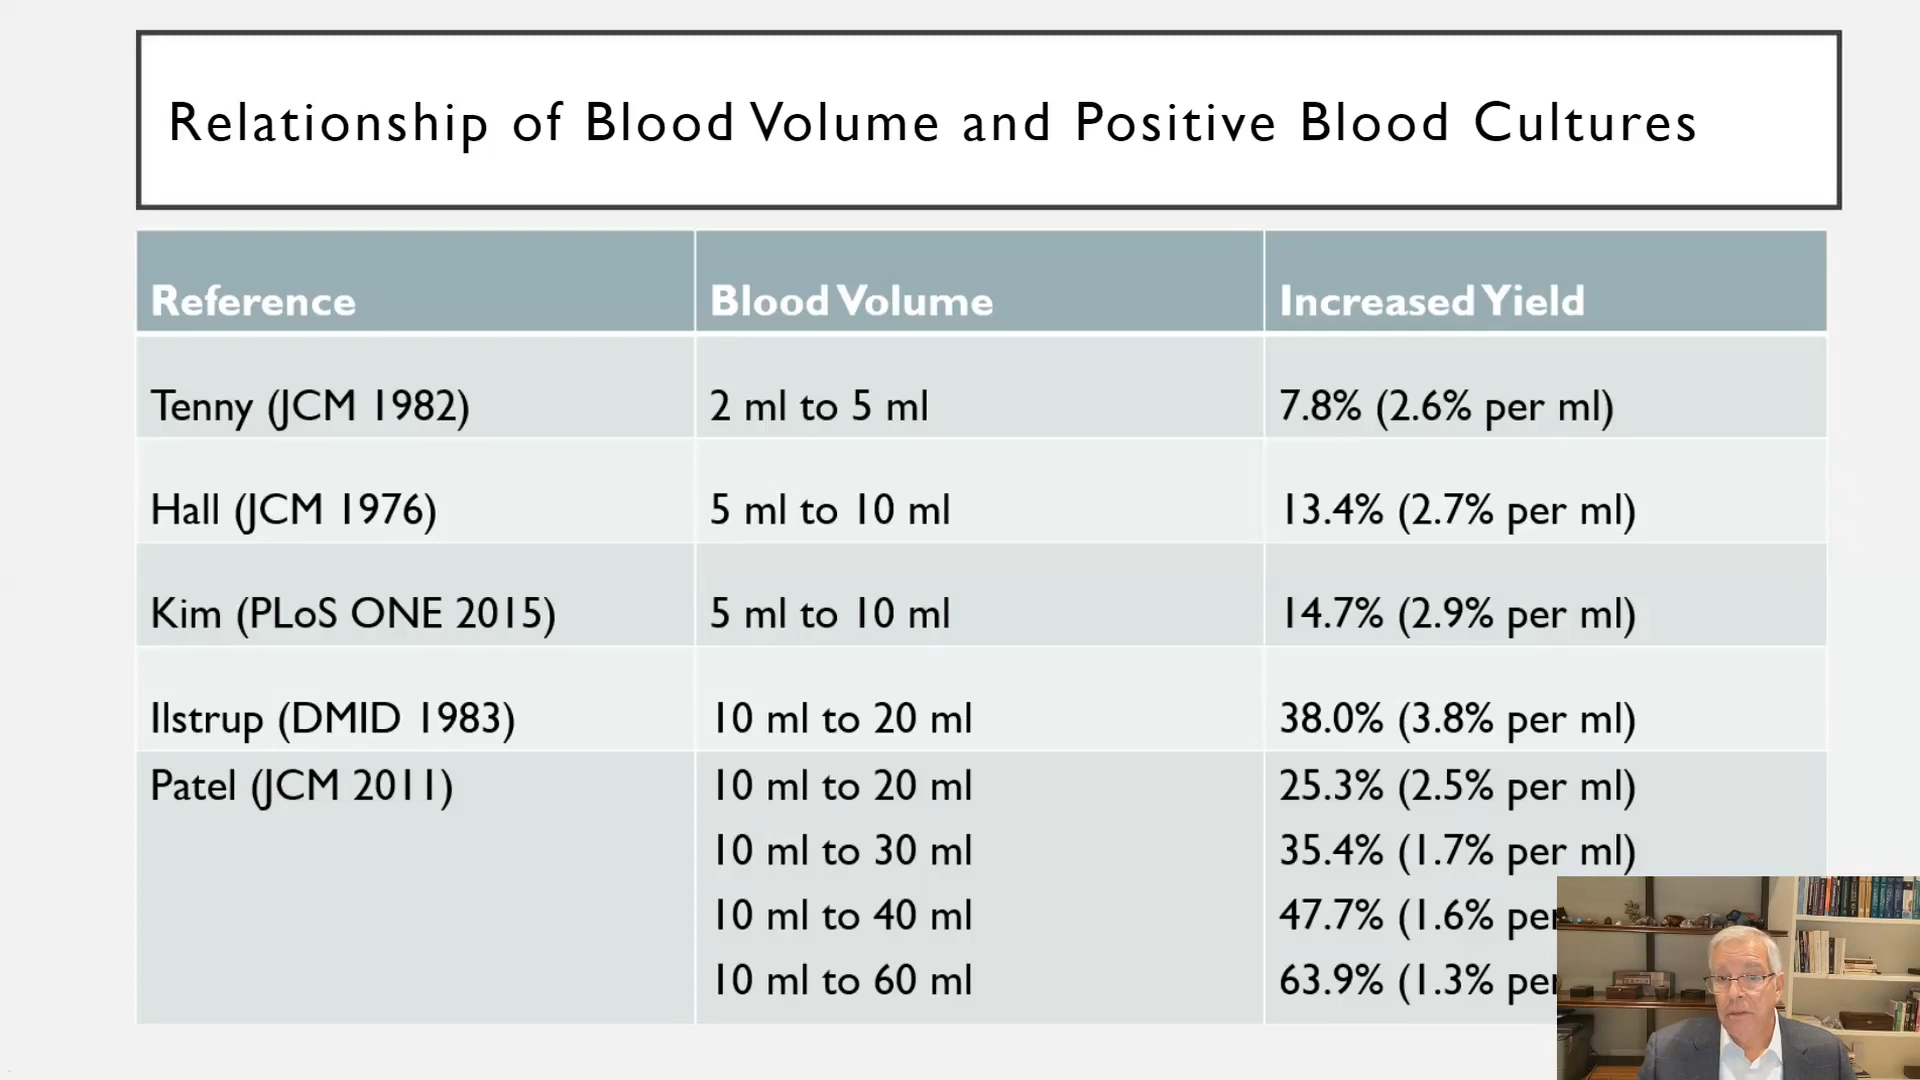 Relationship of Blood Volume and Positive Blood Cultures
Reference Blood Volume Increased Yield
Tenny (JCM 1982) 2 ml to 5 ml 7.8% (2.6% per ml)
Hall (JCM 1976) 5 ml to 10 ml 13.4% (2.7% per ml)
Kim (PLoS ONE 2015) 5 ml to 10 ml 14.7% (2.9% per ml)
Ilstrup (DMID 1983) 10 ml to 20 ml 38.0% (3.8% per ml)
Patel (JCM 2011) 10 ml to 20 ml 25.3% (2.5% per ml)
10 ml to 30 ml 35.4% (1.7% per ml)
10 ml to 40 ml 47.7% (1.6% per
10 ml to 60 ml 63.9% (1.3% per